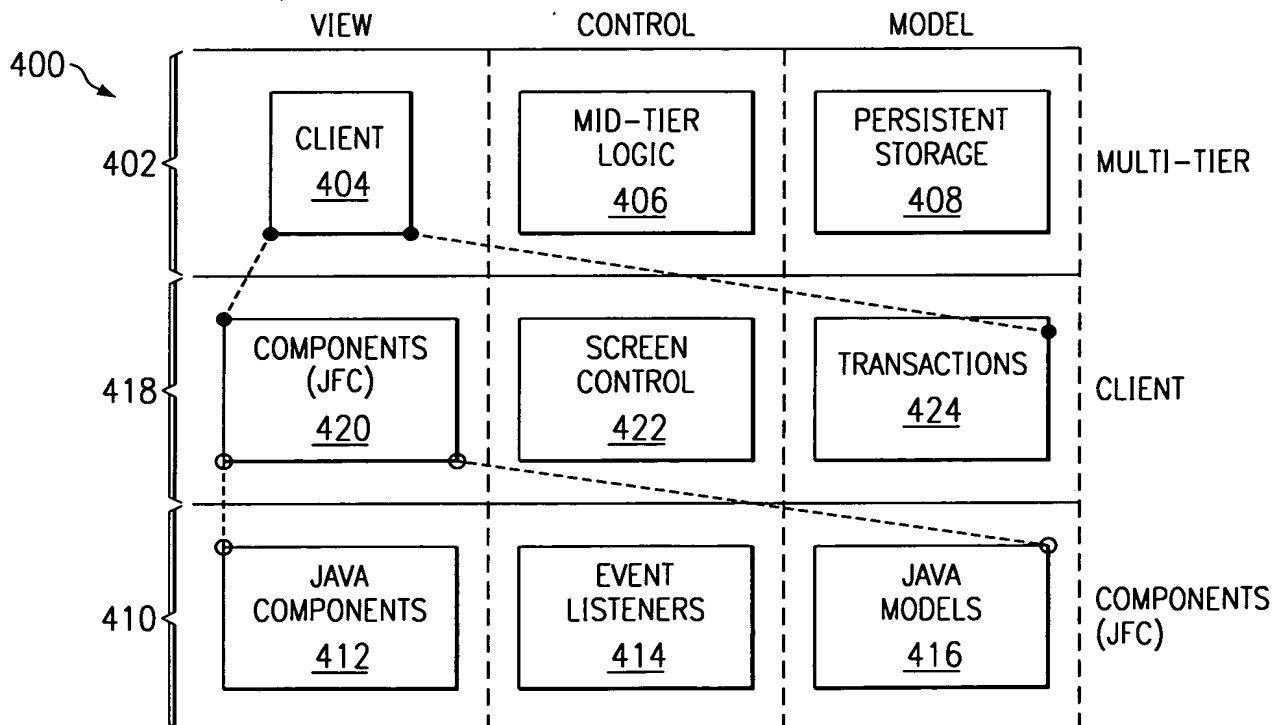 VIEW CONTROL MODEL
400
CLIENT
404
MID-TIER
LOGIC
406
PERSISTENT
STORAGE
408
402
MULTI-TIER
COMPONENTS
(JFC)
420
SCREEN
CONTROL
422
TRANSACTIONS
424
418
CLIENT
JAVA
COMPONENTS
412
EVENT
LISTENERS
414
JAVA
MODELS
416
410
COMPONENTS
(JFC)